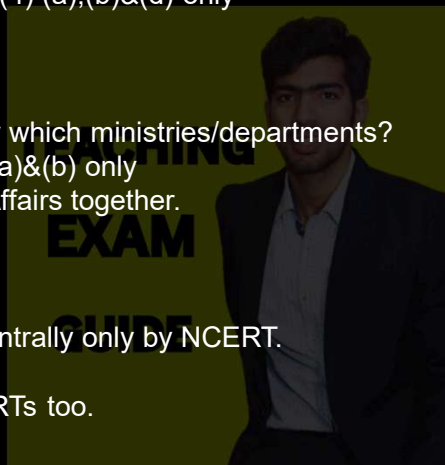 (4) (a),(b)&(d) only
which ministries/departments?
TEACHING
a)&(b) only
ffairs together.
EXAM
ntrally only by NCERT.
GUIDE
RTs too.